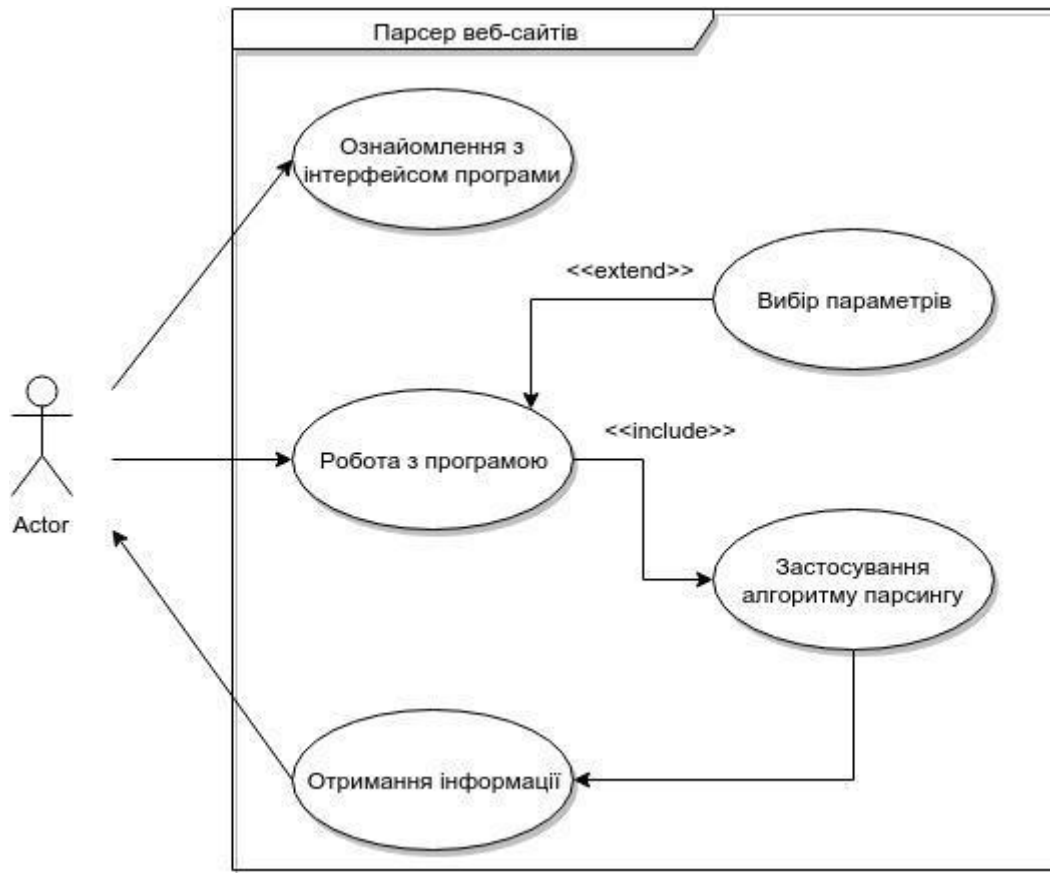 Парсер веб-сайтів
Ознайомлення з
інтерфейсом програми
<<extend>>
Вибір параметрів
<<include>>
Робота з програмою
Actor
Застосування
алгоритму парсингу
Отримання інформації